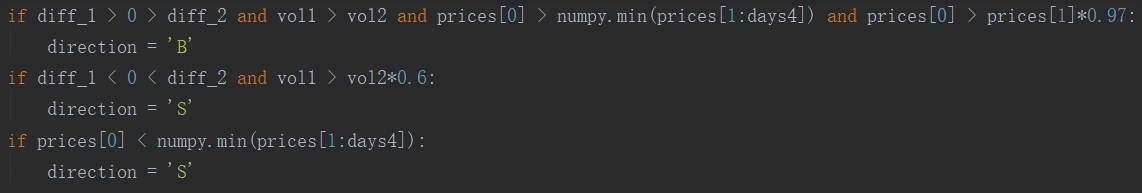 if diff_1 > 0 > diff_2 and vol1 > vol2 and prices[0] > numpy.min(prices[1:days4]) and prices[0] > prices[1]*0.97:
    direction = 'B'
if diff_1 < 0 < diff_2 and vol1 > vol2*0.6:
    direction = 'S'
if prices[0] < numpy.min(prices[1:days4]):
    direction = 'S'